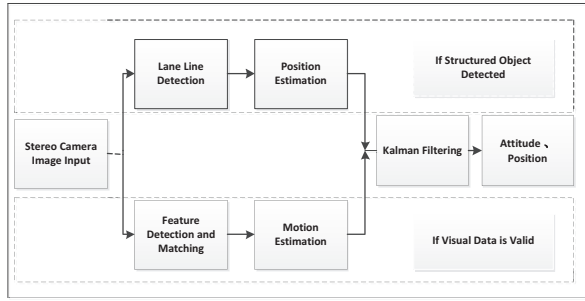 Lane Line
Detection
Position
Estimation
If Structured Object
Detected
Stereo Camera
Image Input
Kalman Filtering
Attitude 、
Position
Feature
Detection and
Matching
Motion
Estimation
If Visual Data is Valid